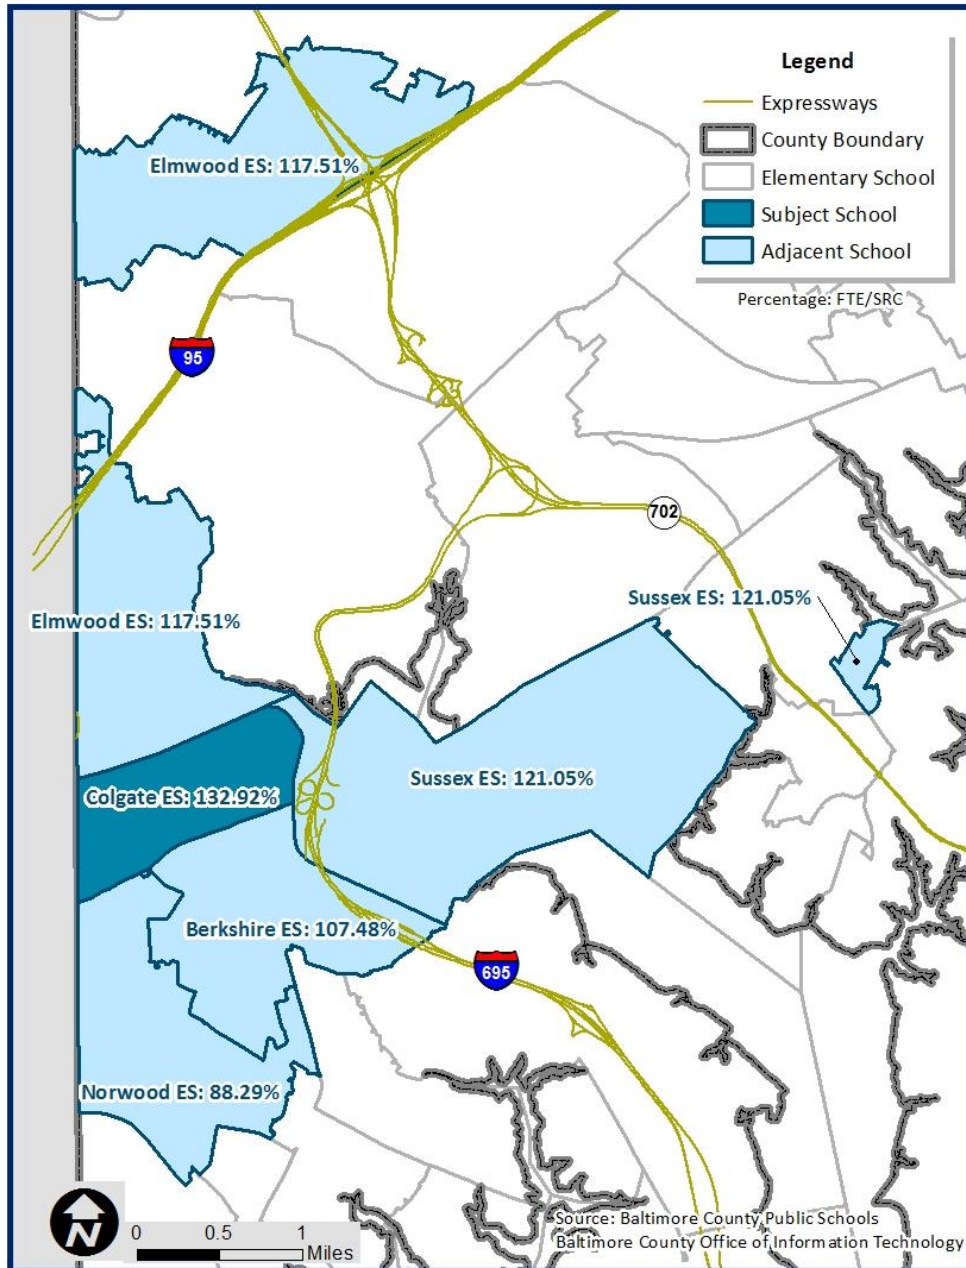 Legend
Expressways
County Boundary
Elementary School
Subject School
Adjacent School
Percentage: FTE/SRC
Elmwood ES: 117.51%
95
702
Sussex ES: 121.05%
Elmwood ES: 117.51%
Sussex ES: 121.05%
Colgate ES: 132.92%
Berkshire ES: 107.48%
695
Norwood ES: 88.29%
N
0 0.5 1
Miles
Source: Baltimore County Public Schools
Baltimore County Office of Information Technology